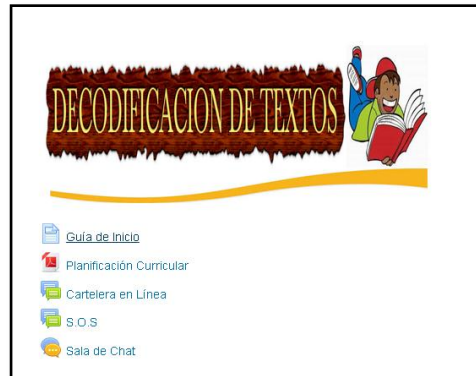 DECODIFICACION DE TEXTOS
Guía de Inicio
Planificación Curricular
Cartelera en Línea
S.O.S
Sala de Chat